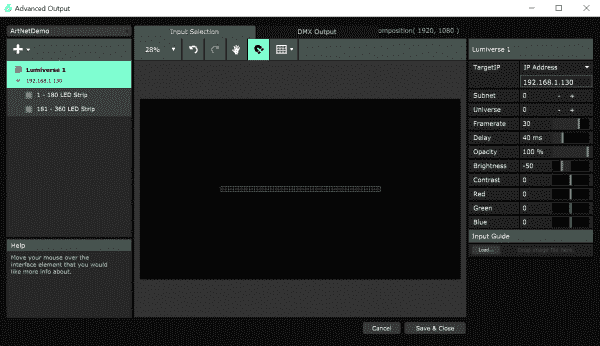 Advanced Output
ArtNetDemo
Input Selection
DMX Output
omposition( 1920, 1080 )
28%
Lumiverse 1
192.168.1.130
1 - 180 LED Strip
181 - 360 LED Strip
Help
Move your mouse over the
interface element that you would
like more info about.
Lumiverse 1
TargetIP IP Address
192.168.1.130
Subnet 0 - +
Universe 0 - +
Framerate 30
Delay 40 ms
Opacity 100 %
Brightness -50
Contrast 0
Red 0
Green 0
Blue 0
Input Guide
Load...
Cancel
Save & Close